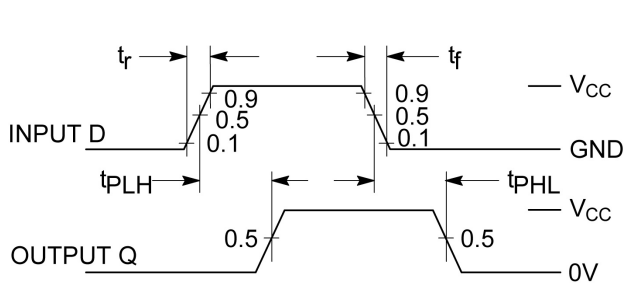 tr tf
0.9 0.9 VCC
0.5 0.5
INPUT D 0.1 0.1
GND
tPLH tPHL
VCC
0.5 0.5
OUTPUT Q
0V